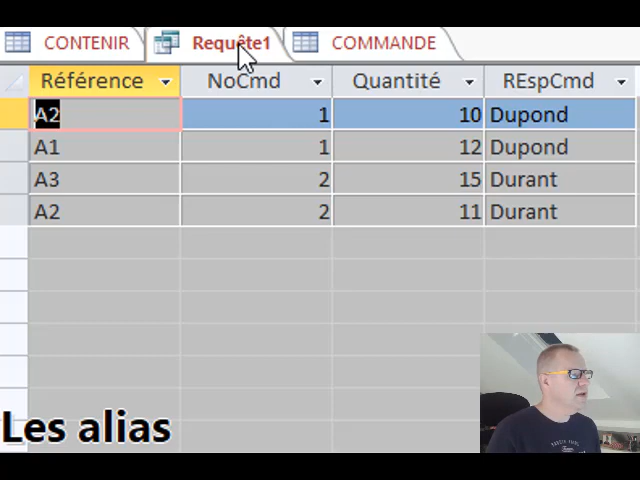 CONTENIR Requête1 COMMANDE
Référence NoCmd Quantité REspCmd
A2 1 10 Dupond
A1 1 12 Dupond
A3 2 15 Durant
A2 2 11 Durant
Les alias